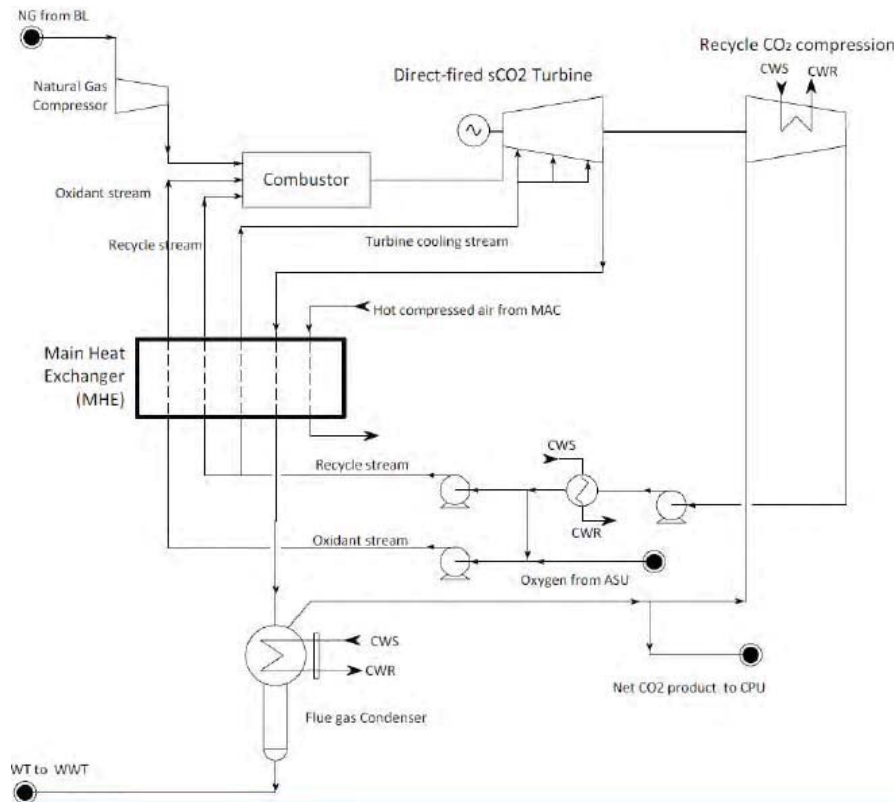 NG from BL
Recycle CO₂ compression
CWS
CWR
Direct-fired sCO2 Turbine
Natural Gas
Compressor
Combustor
Oxidant stream
Recycle stream
Turbine cooling stream
Hot compressed air from MAC
Main Heat
Exchanger
(MHE)
CWS
Recycle stream
CWR
Oxidant stream
Oxygen from ASU
CWS
CWR
Net CO2 product to CPU
Flue gas Condenser
WT to WWT